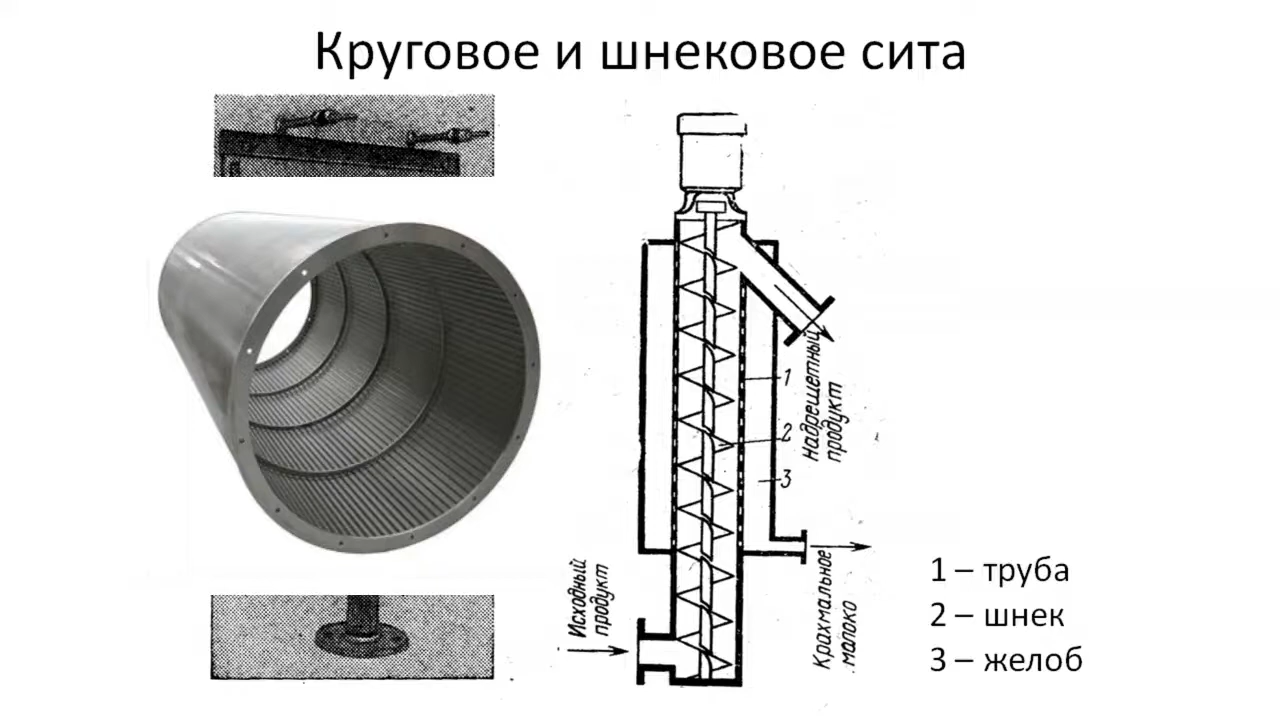 Круговое и шнековое сита
1
2
3
Надрешетный
продукт
Исходный
продукт
Крахмальное
молоко
1 – труба
2 – шнек
3 – желоб